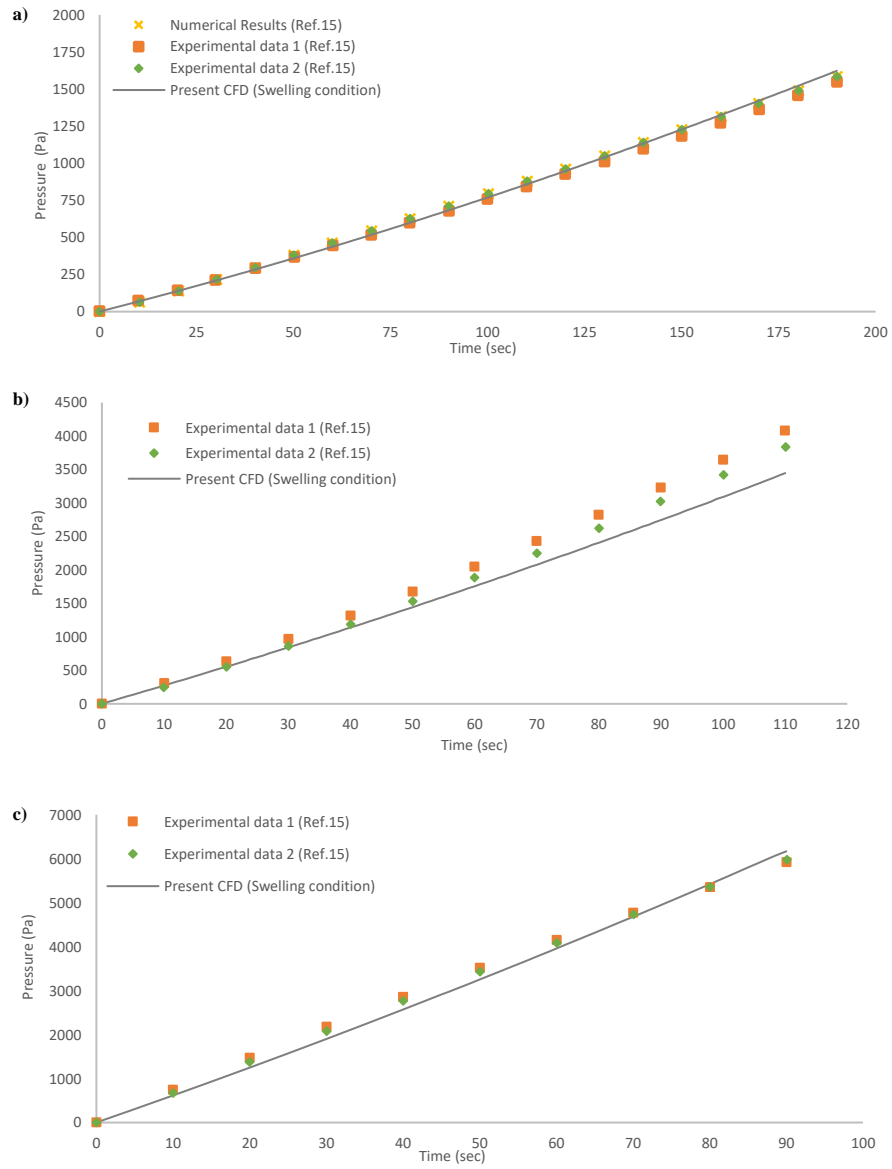 a)
2000
1750
1500
1250
1000
750
500
250
0
Pressure (Pa)
Numerical Results (Ref.15)
Experimental data 1 (Ref.15)
Experimental data 2 (Ref.15)
Present CFD (Swelling condition)
0 25 50 75 100 125 150 175 200
Time (sec)
b)
4500
4000
3500
3000
2500
2000
1500
1000
500
0
Pressure (Pa)
Experimental data 1 (Ref.15)
Experimental data 2 (Ref.15)
Present CFD (Swelling condition)
0 10 20 30 40 50 60 70 80 90 100 110 120
Time (sec)
c)
7000
6000
5000
4000
3000
2000
1000
0
Pressure (Pa)
Experimental data 1 (Ref.15)
Experimental data 2 (Ref.15)
Present CFD (Swelling condition)
0 10 20 30 40 50 60 70 80 90 100
Time (sec)